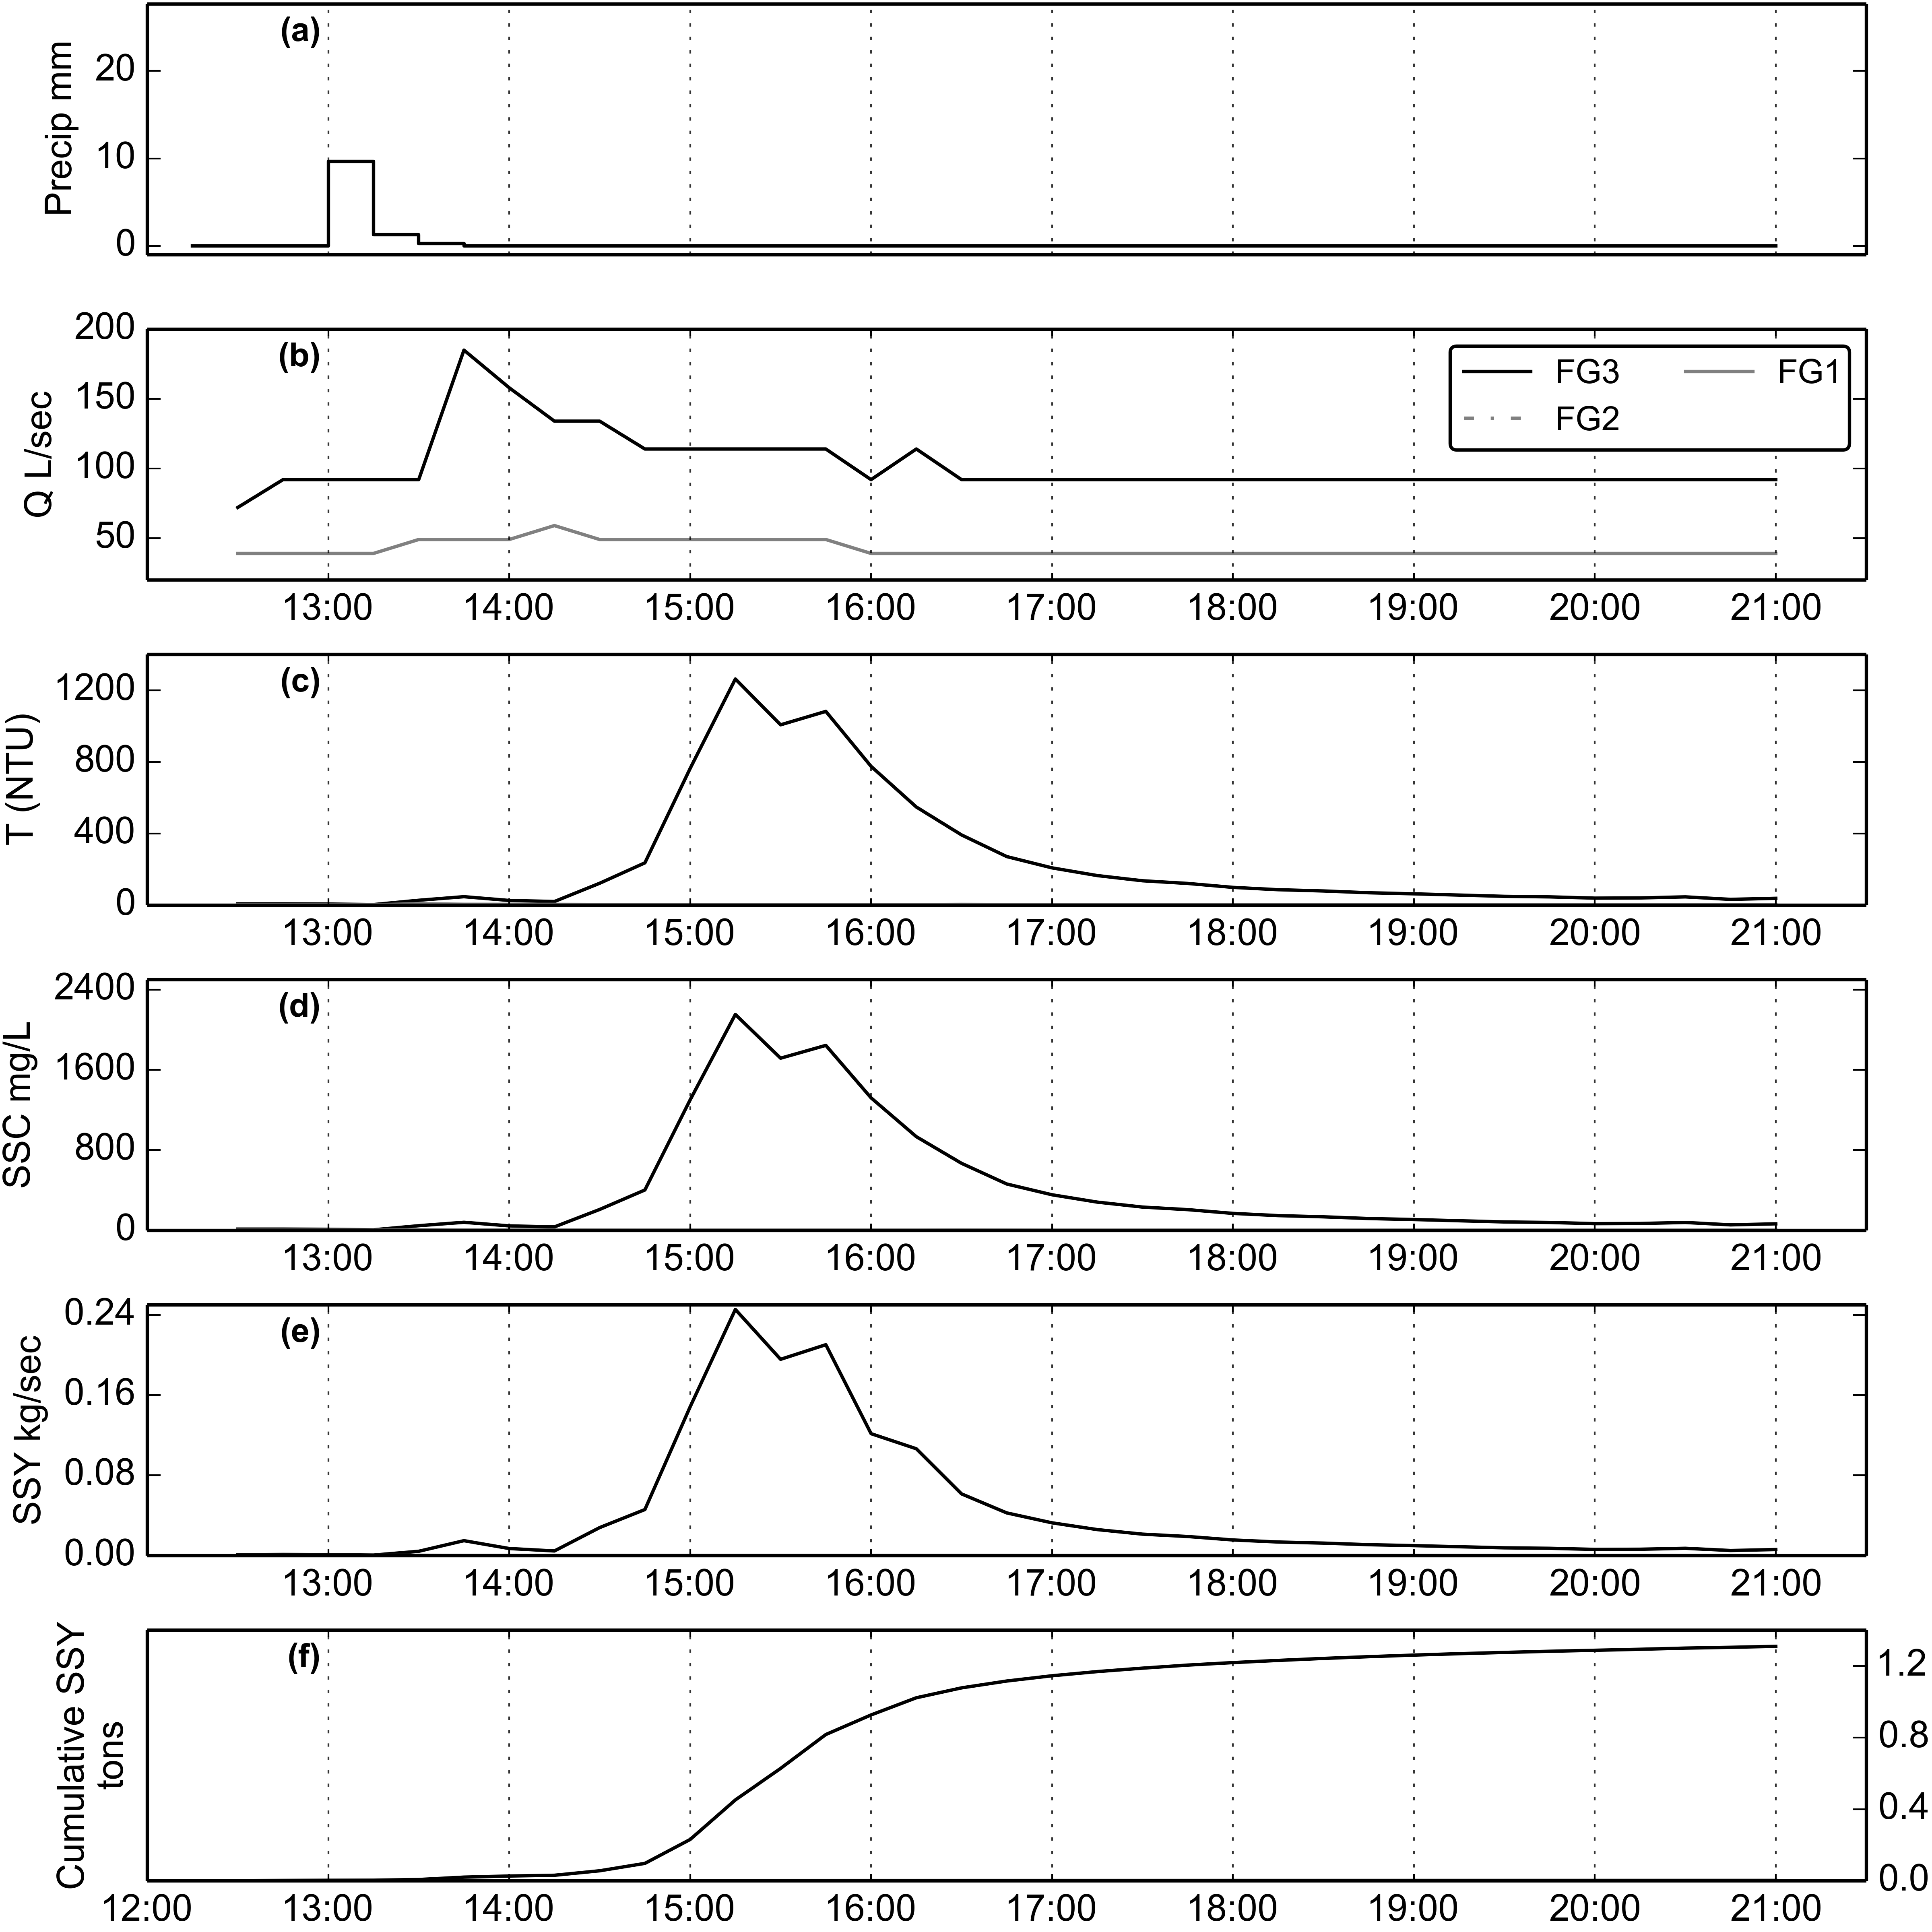 (a)
Precip mm
20
10
0
(b)
Q L/sec
200
150
100
50
FG3 FG1
FG2
13:00 14:00 15:00 16:00 17:00 18:00 19:00 20:00 21:00
(c)
T (NTU)
1200
800
400
0
13:00 14:00 15:00 16:00 17:00 18:00 19:00 20:00 21:00
(d)
SSC mg/L
2400
1600
800
0
13:00 14:00 15:00 16:00 17:00 18:00 19:00 20:00 21:00
(e)
SSY kg/sec
0.24
0.16
0.08
0.00
13:00 14:00 15:00 16:00 17:00 18:00 19:00 20:00 21:00
(f)
Cumulative SSY
tons
1.2
0.8
0.4
0.0
12:00 13:00 14:00 15:00 16:00 17:00 18:00 19:00 20:00 21:00